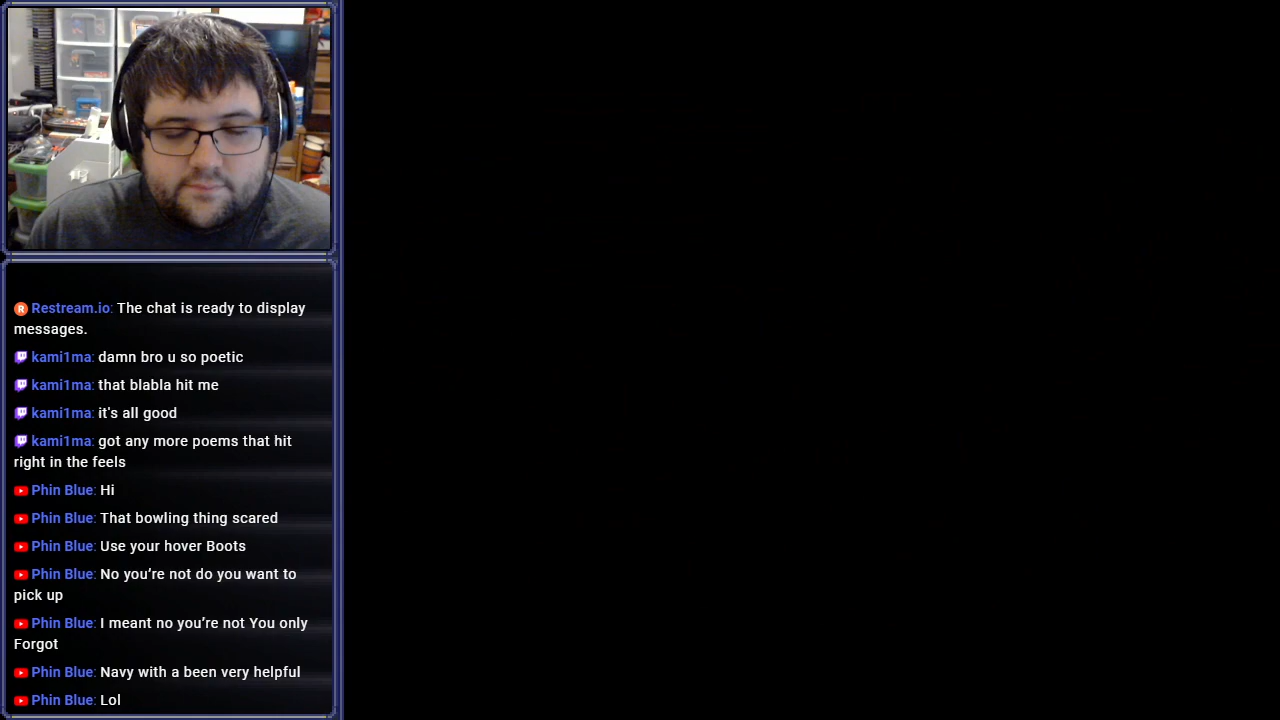 Restream.io: The chat is ready to display
messages.
kami1ma: damn bro u so poetic
kami1ma: that blabla hit me
kami1ma: it's all good
kami1ma: got any more poems that hit
right in the feels
Phin Blue: Hi
Phin Blue: That bowling thing scared
Phin Blue: Use your hover Boots
Phin Blue: No you’re not do you want to
pick up
Phin Blue: I meant no you’re not You only
Forgot
Phin Blue: Navy with a been very helpful
Phin Blue: Lol